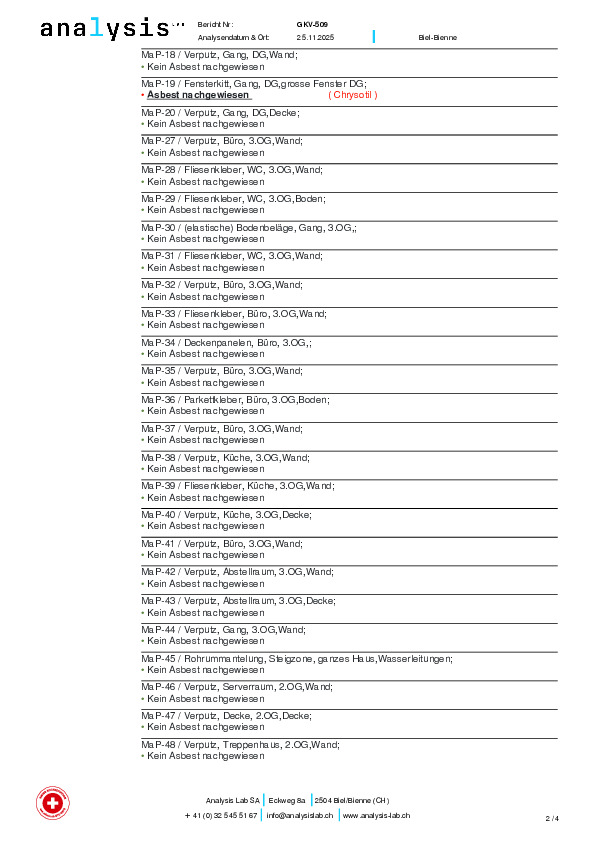 analysis
Bericht Nr: GKV-509
Analysendatum & Ort: 25.11.2025 Biel-Bienne
MaP-18 / Verputz, Gang, DG,Wand;
• Kein Asbest nachgewiesen
MaP-19 / Fensterkitt, Gang, DG,grosse Fenster DG;
• Asbest nachgewiesen ( Chrysotil )
MaP-20 / Verputz, Gang, DG,Decke;
• Kein Asbest nachgewiesen
MaP-27 / Verputz, Büro, 3.OG,Wand;
• Kein Asbest nachgewiesen
MaP-28 / Fliesenkleber, WC, 3.OG,Wand;
• Kein Asbest nachgewiesen
MaP-29 / Fliesenkleber, WC, 3.OG,Boden;
• Kein Asbest nachgewiesen
MaP-30 / (elastische) Bodenbeläge, Gang, 3.OG,;
• Kein Asbest nachgewiesen
MaP-31 / Fliesenkleber, WC, 3.OG,Wand;
• Kein Asbest nachgewiesen
MaP-32 / Verputz, Büro, 3.OG,Wand;
• Kein Asbest nachgewiesen
MaP-33 / Fliesenkleber, Büro, 3.OG,Wand;
• Kein Asbest nachgewiesen
MaP-34 / Deckenpanelen, Büro, 3.OG,;
• Kein Asbest nachgewiesen
MaP-35 / Verputz, Büro, 3.OG,Wand;
• Kein Asbest nachgewiesen
MaP-36 / Parkettkleber, Büro, 3.OG,Boden;
• Kein Asbest nachgewiesen
MaP-37 / Verputz, Büro, 3.OG,Wand;
• Kein Asbest nachgewiesen
MaP-38 / Verputz, Küche, 3.OG,Wand;
• Kein Asbest nachgewiesen
MaP-39 / Fliesenkleber, Küche, 3.OG,Wand;
• Kein Asbest nachgewiesen
MaP-40 / Verputz, Küche, 3.OG,Decke;
• Kein Asbest nachgewiesen
MaP-41 / Verputz, Büro, 3.OG,Wand;
• Kein Asbest nachgewiesen
MaP-42 / Verputz, Abstellraum, 3.OG,Wand;
• Kein Asbest nachgewiesen
MaP-43 / Verputz, Abstellraum, 3.OG,Decke;
• Kein Asbest nachgewiesen
MaP-44 / Verputz, Gang, 3.OG,Wand;
• Kein Asbest nachgewiesen
MaP-45 / Rohrummantelung, Steigzone, ganzes Haus,Wasserleitungen;
• Kein Asbest nachgewiesen
MaP-46 / Verputz, Serverraum, 2.OG,Wand;
• Kein Asbest nachgewiesen
MaP-47 / Verputz, Decke, 2.OG,Decke;
• Kein Asbest nachgewiesen
MaP-48 / Verputz, Treppenhaus, 2.OG,Wand;
• Kein Asbest nachgewiesen
Analysis Lab SA Eckweg 8a 2504 Biel/Bienne (CH)
+ 41 (0) 32 545 51 67 info@analysislab.ch www.analysis-lab.ch
2 / 4